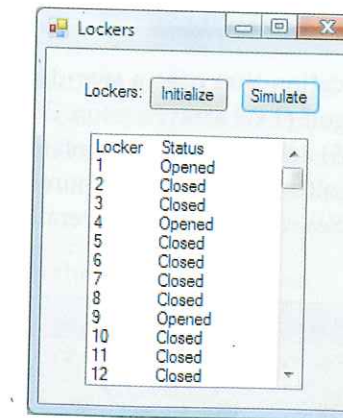 Lockers
Lockers: Initialize Simulate
Locker Status
1 Opened
2 Closed
3 Closed
4 Opened
5 Closed
6 Closed
7 Closed
8 Closed
9 Opened
10 Closed
11 Closed
12 Closed